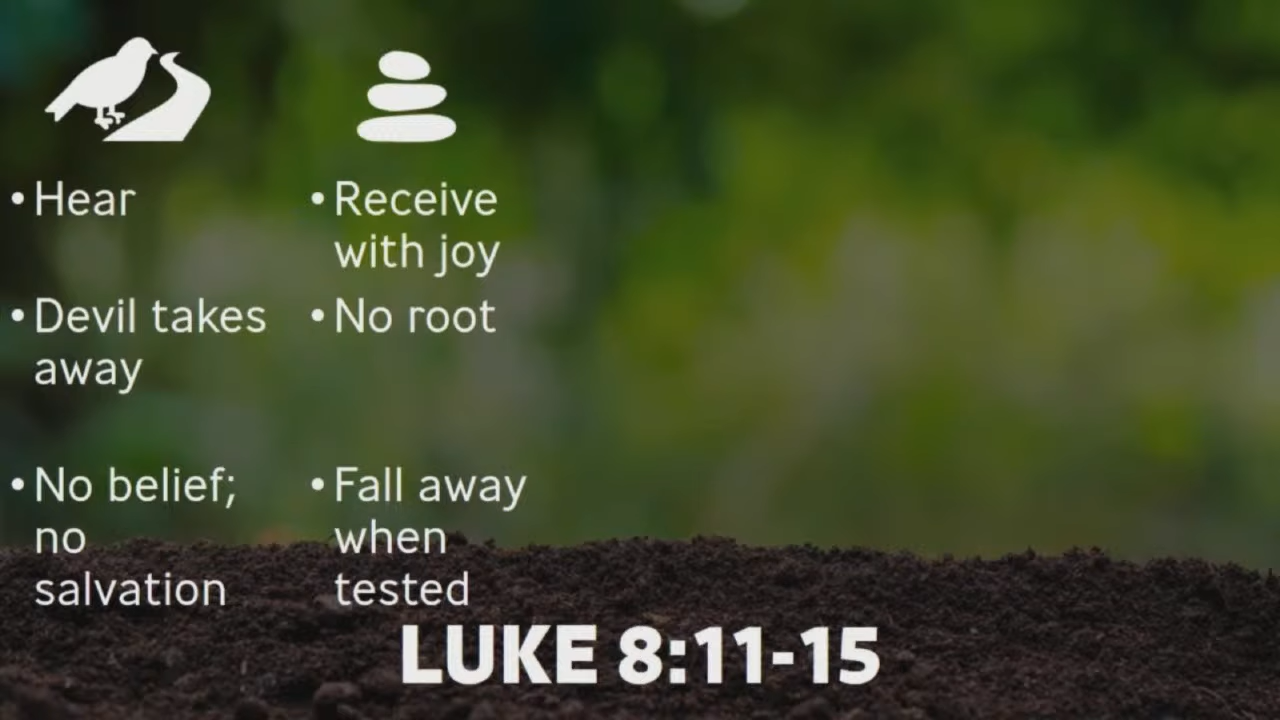 • Hear
• Devil takes
away
• No belief;
no
salvation
• Receive
with joy
• No root
• Fall away
when
tested
LUKE 8:11-15